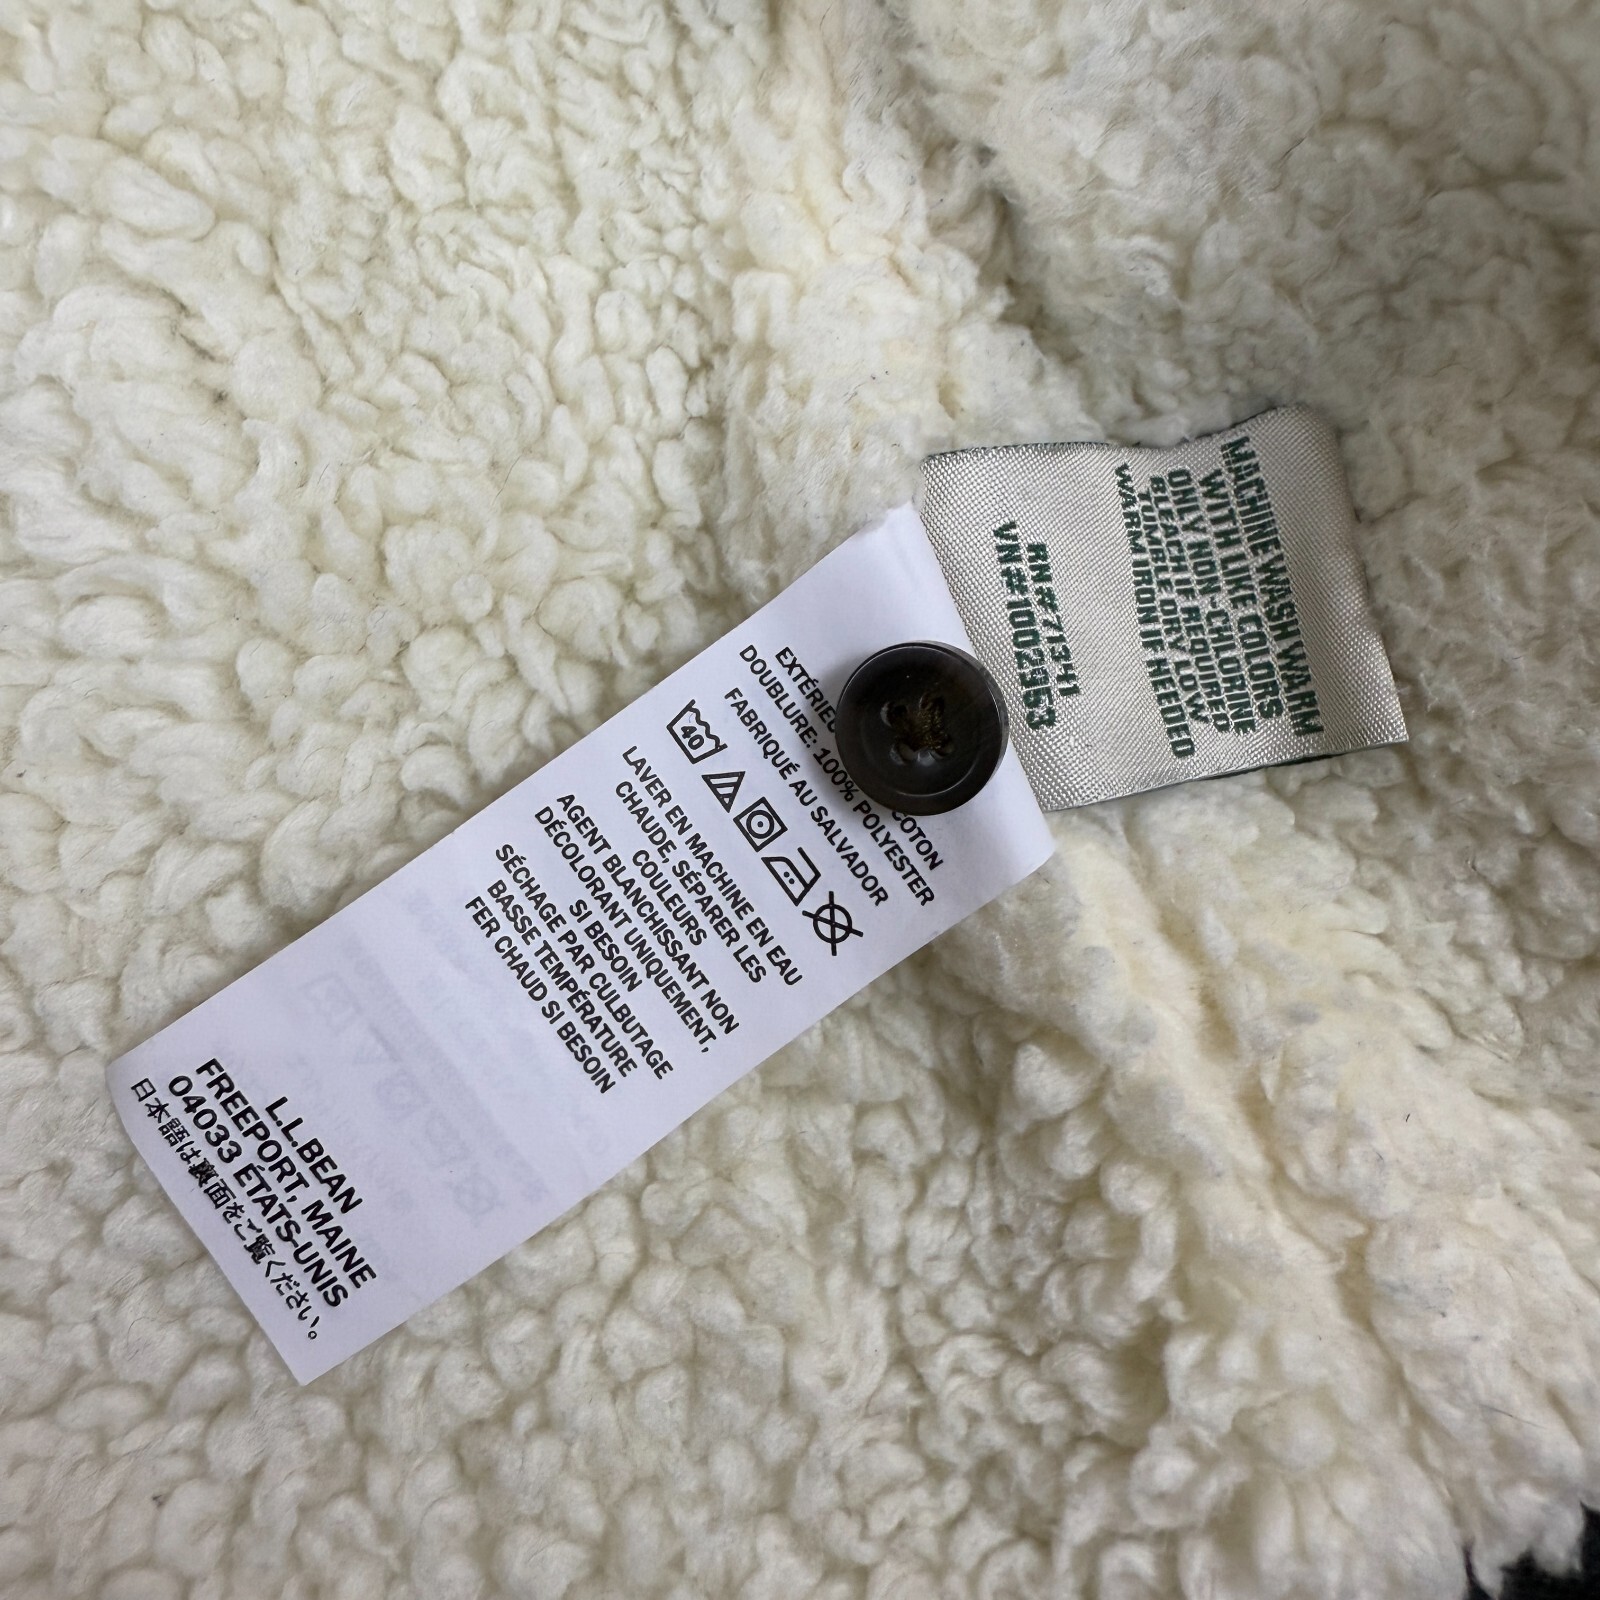 EXTÉRIEU COTON
DOUBLURE: 100% POLYESTER
FABRIQUÉ AU SALVADOR
40
LAVER EN MACHINE EN EAU
CHAUDE, SÉPARER LES
COULEURS
AGENT BLANCHISSANT NON
DÉCOLORANT UNIQUEMENT,
SI BESOIN
SÉCHAGE PAR CULBUTAGE
BASSE TEMPÉRATURE
FER CHAUD SI BESOIN
L.L.BEAN
FREEPORT, MAINE
04033 ÉTATS-UNIS
日本語は裏面をご覧ください。
MACHINE WASH WARM
WITH LIKE COLORS
ONLY NON-CHLORINE
BLEACH IF REQUIRED
TUMBLE DRY LOW
WARM IRON IF NEEDED
RN#71341
VN#1002953